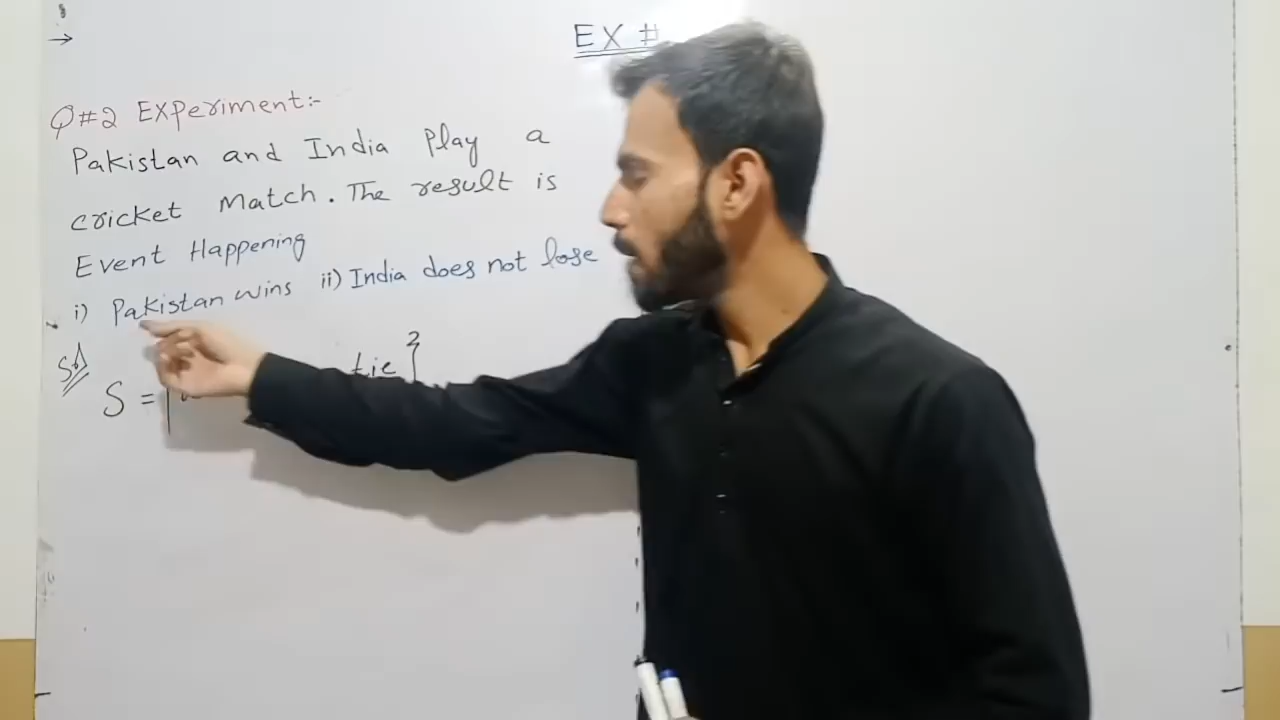 →
EX #
Q#2 Experiment:-
Pakistan and India Play a
cricket Match. The result is
Event Happening
i) Pakistan wins ii) India does not lose
Sol
S = { tie }